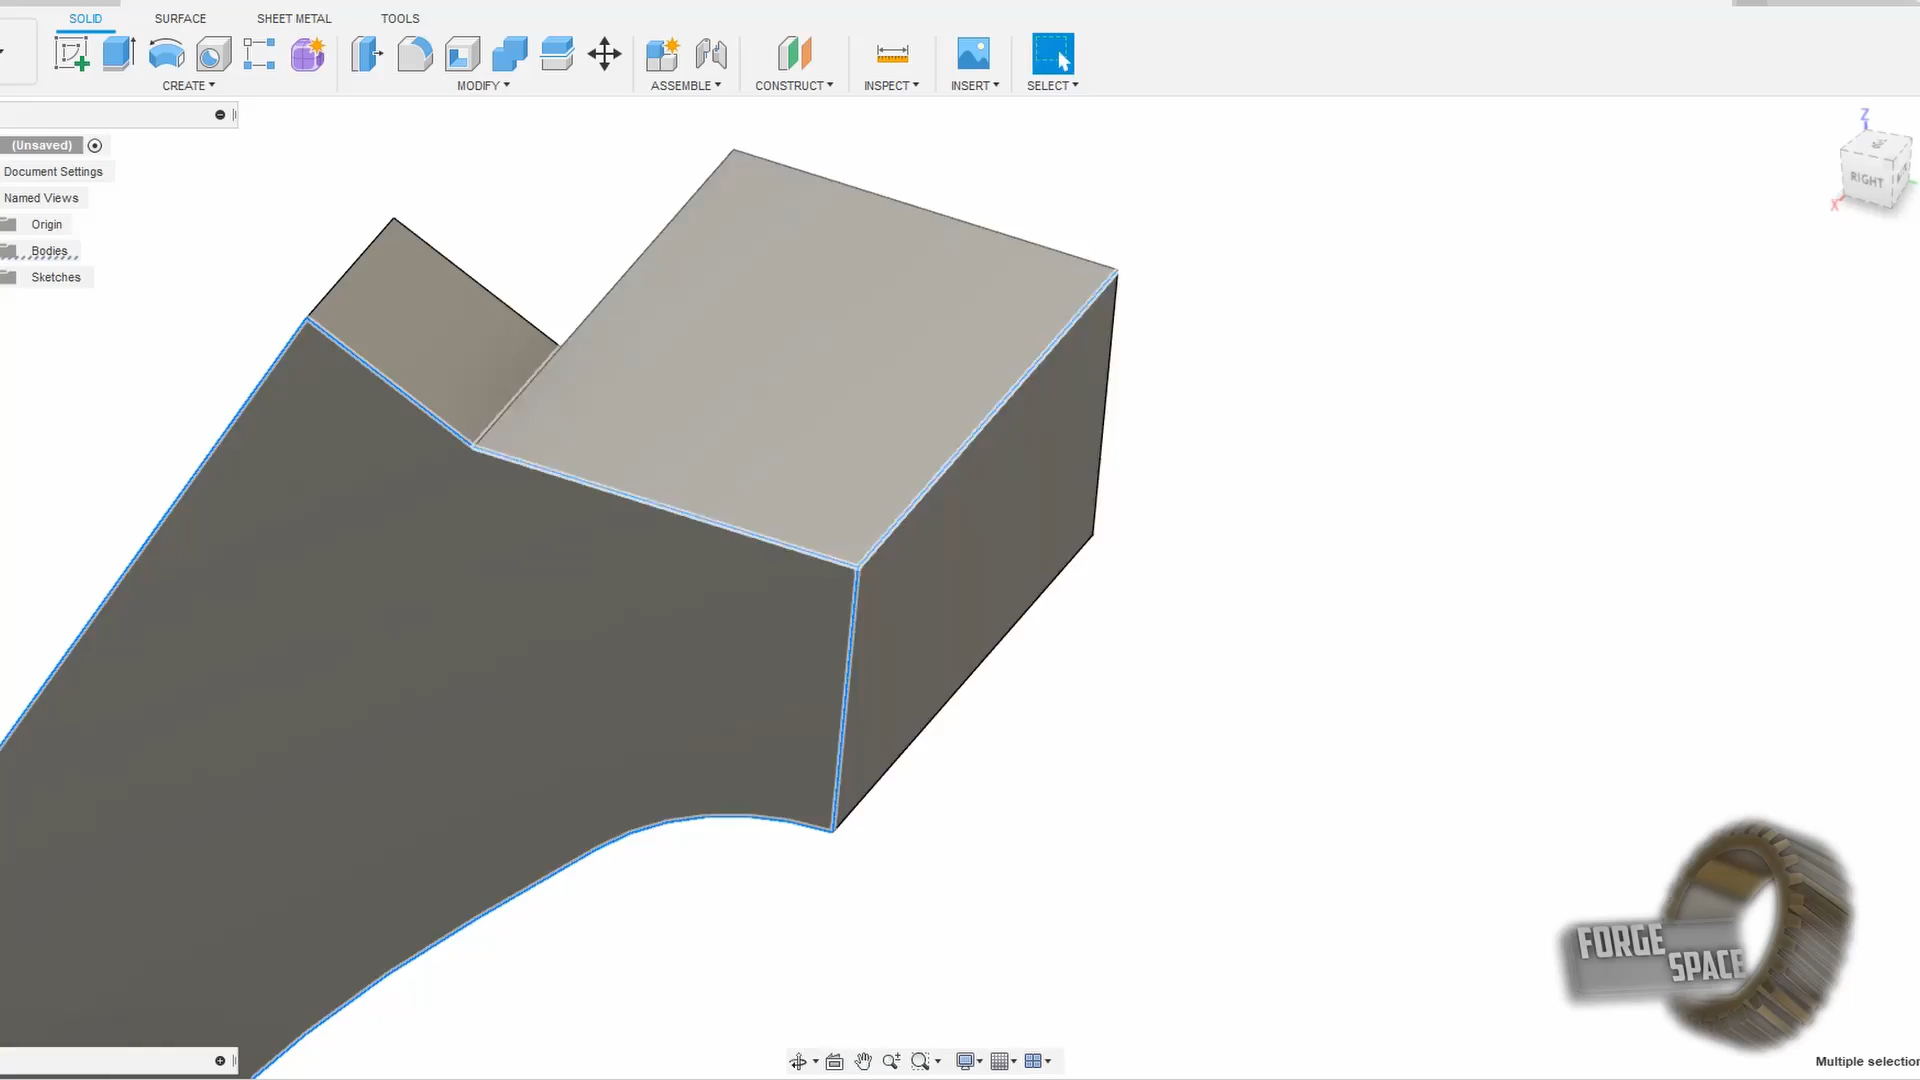 SOLID SURFACE SHEET METAL TOOLS
CREATE MODIFY ASSEMBLE CONSTRUCT INSPECT INSERT SELECT
(Unsaved)
Document Settings
Named Views
Origin
Bodies
Sketches
Z
RIGHT
X
FORGE
SPACE
Multiple selection